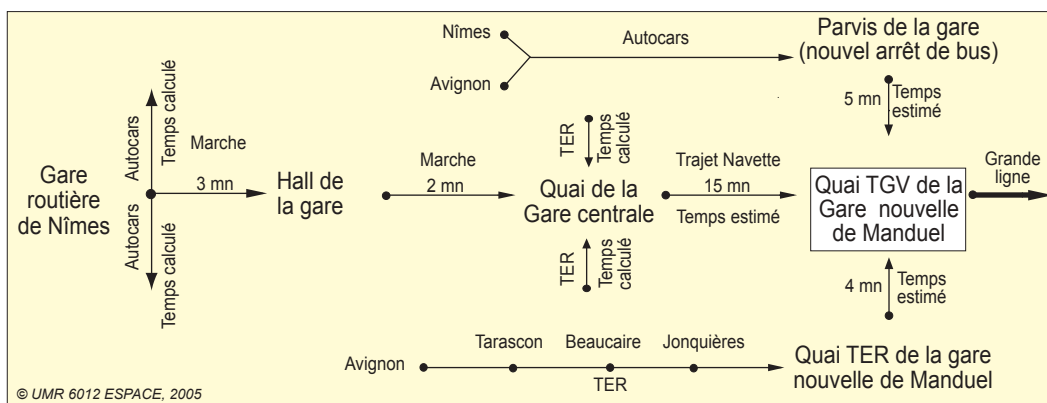 Nîmes
Avignon
Autocars
Parvis de la gare
(nouvel arrêt de bus)
5 mn
Temps
estimé
Autocars
Temps calculé
Autocars
Temps calculé
Gare
routière
de Nîmes
Marche
3 mn
Hall de
la gare
Marche
2 mn
TER
Temps
calculé
Quai de la
Gare centrale
TER
Temps
calculé
Trajet Navette
15 mn
Temps estimé
Quai TGV de la
Gare nouvelle
de Manduel
Grande
ligne
4 mn
Temps
estimé
Avignon
Tarascon
Beaucaire
Jonquières
TER
Quai TER de la gare
nouvelle de Manduel
© UMR 6012 ESPACE, 2005